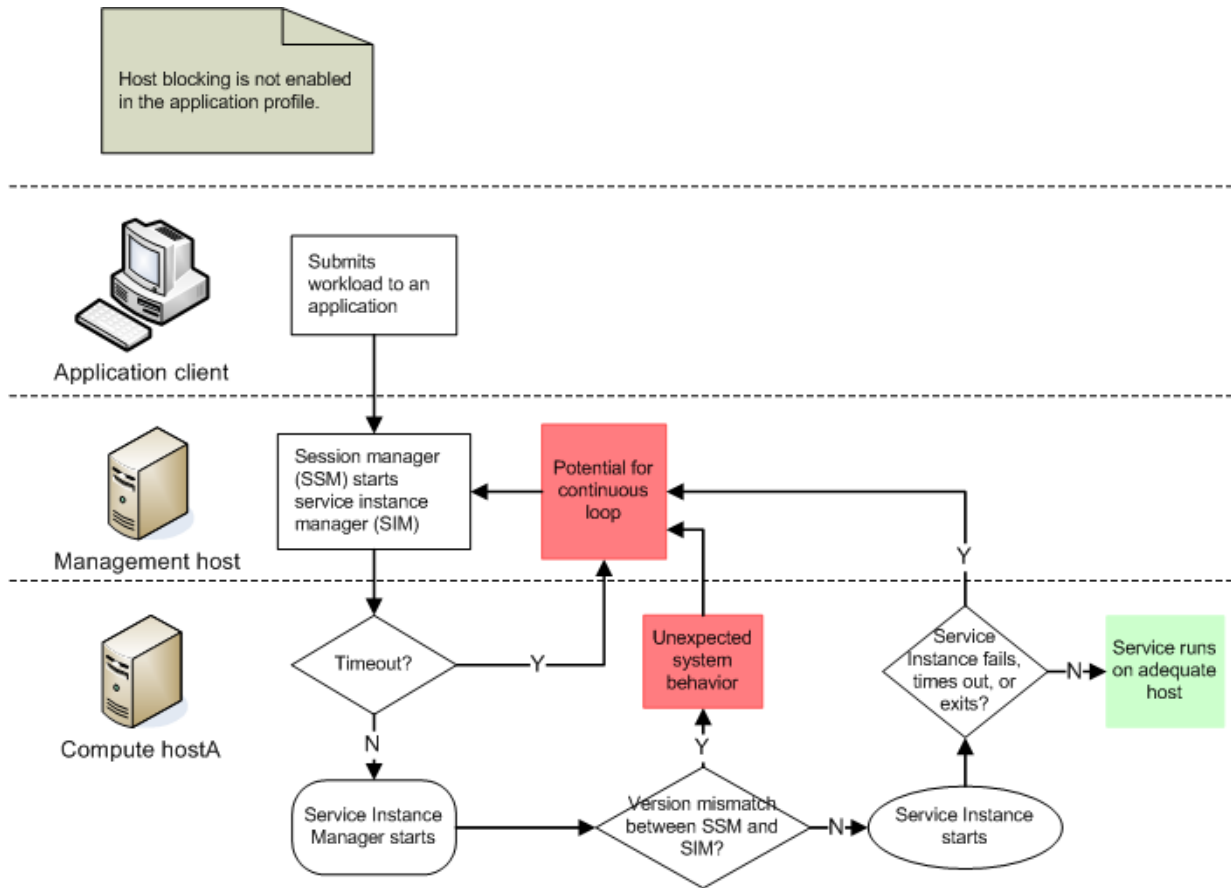 Host blocking is not enabled
in the application profile.
Submits
workload to an
application
Application client
Session manager
(SSM) starts
service instance
manager (SIM)
Potential for
continuous
loop
Management host
Y
Timeout?
Y
Unexpected
system
behavior
Service
Instance fails,
times out, or
exits?
N
Service runs
on adequate
host
Compute hostA
N
Y
Service Instance
Manager starts
Version mismatch
between SSM and
SIM?
N
Service Instance
starts